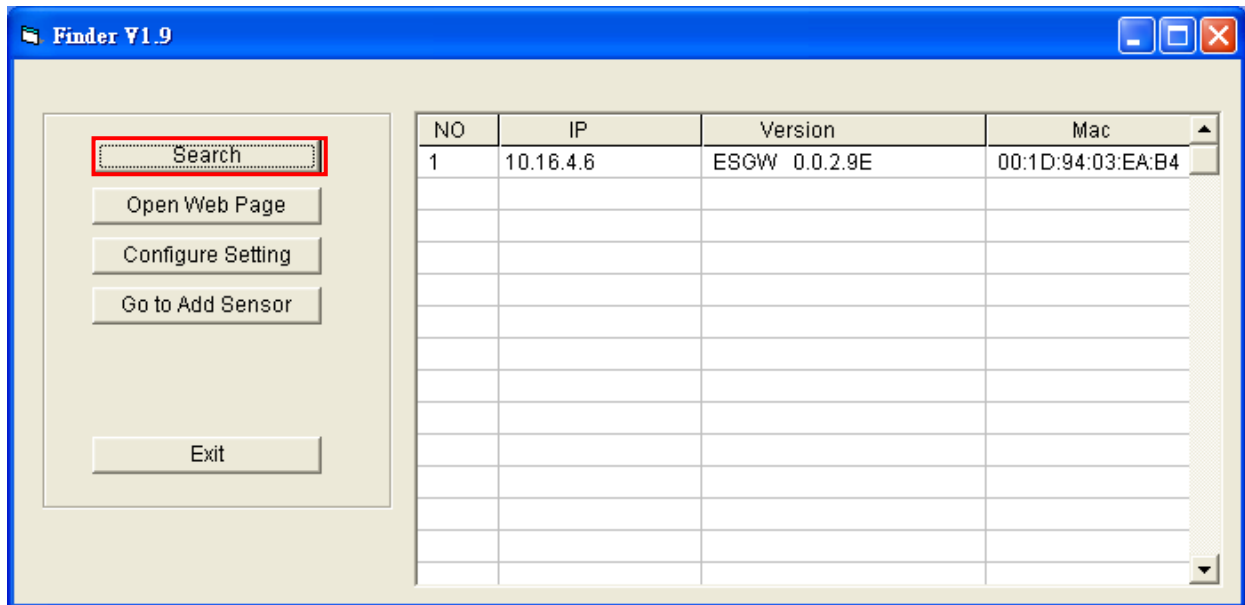 Finder V1.9
Search
Open Web Page
Configure Setting
Go to Add Sensor
Exit
NO IP Version Mac
1 10.16.4.6 ESGW 0.0.2.9E 00:1D:94:03:EA:B4